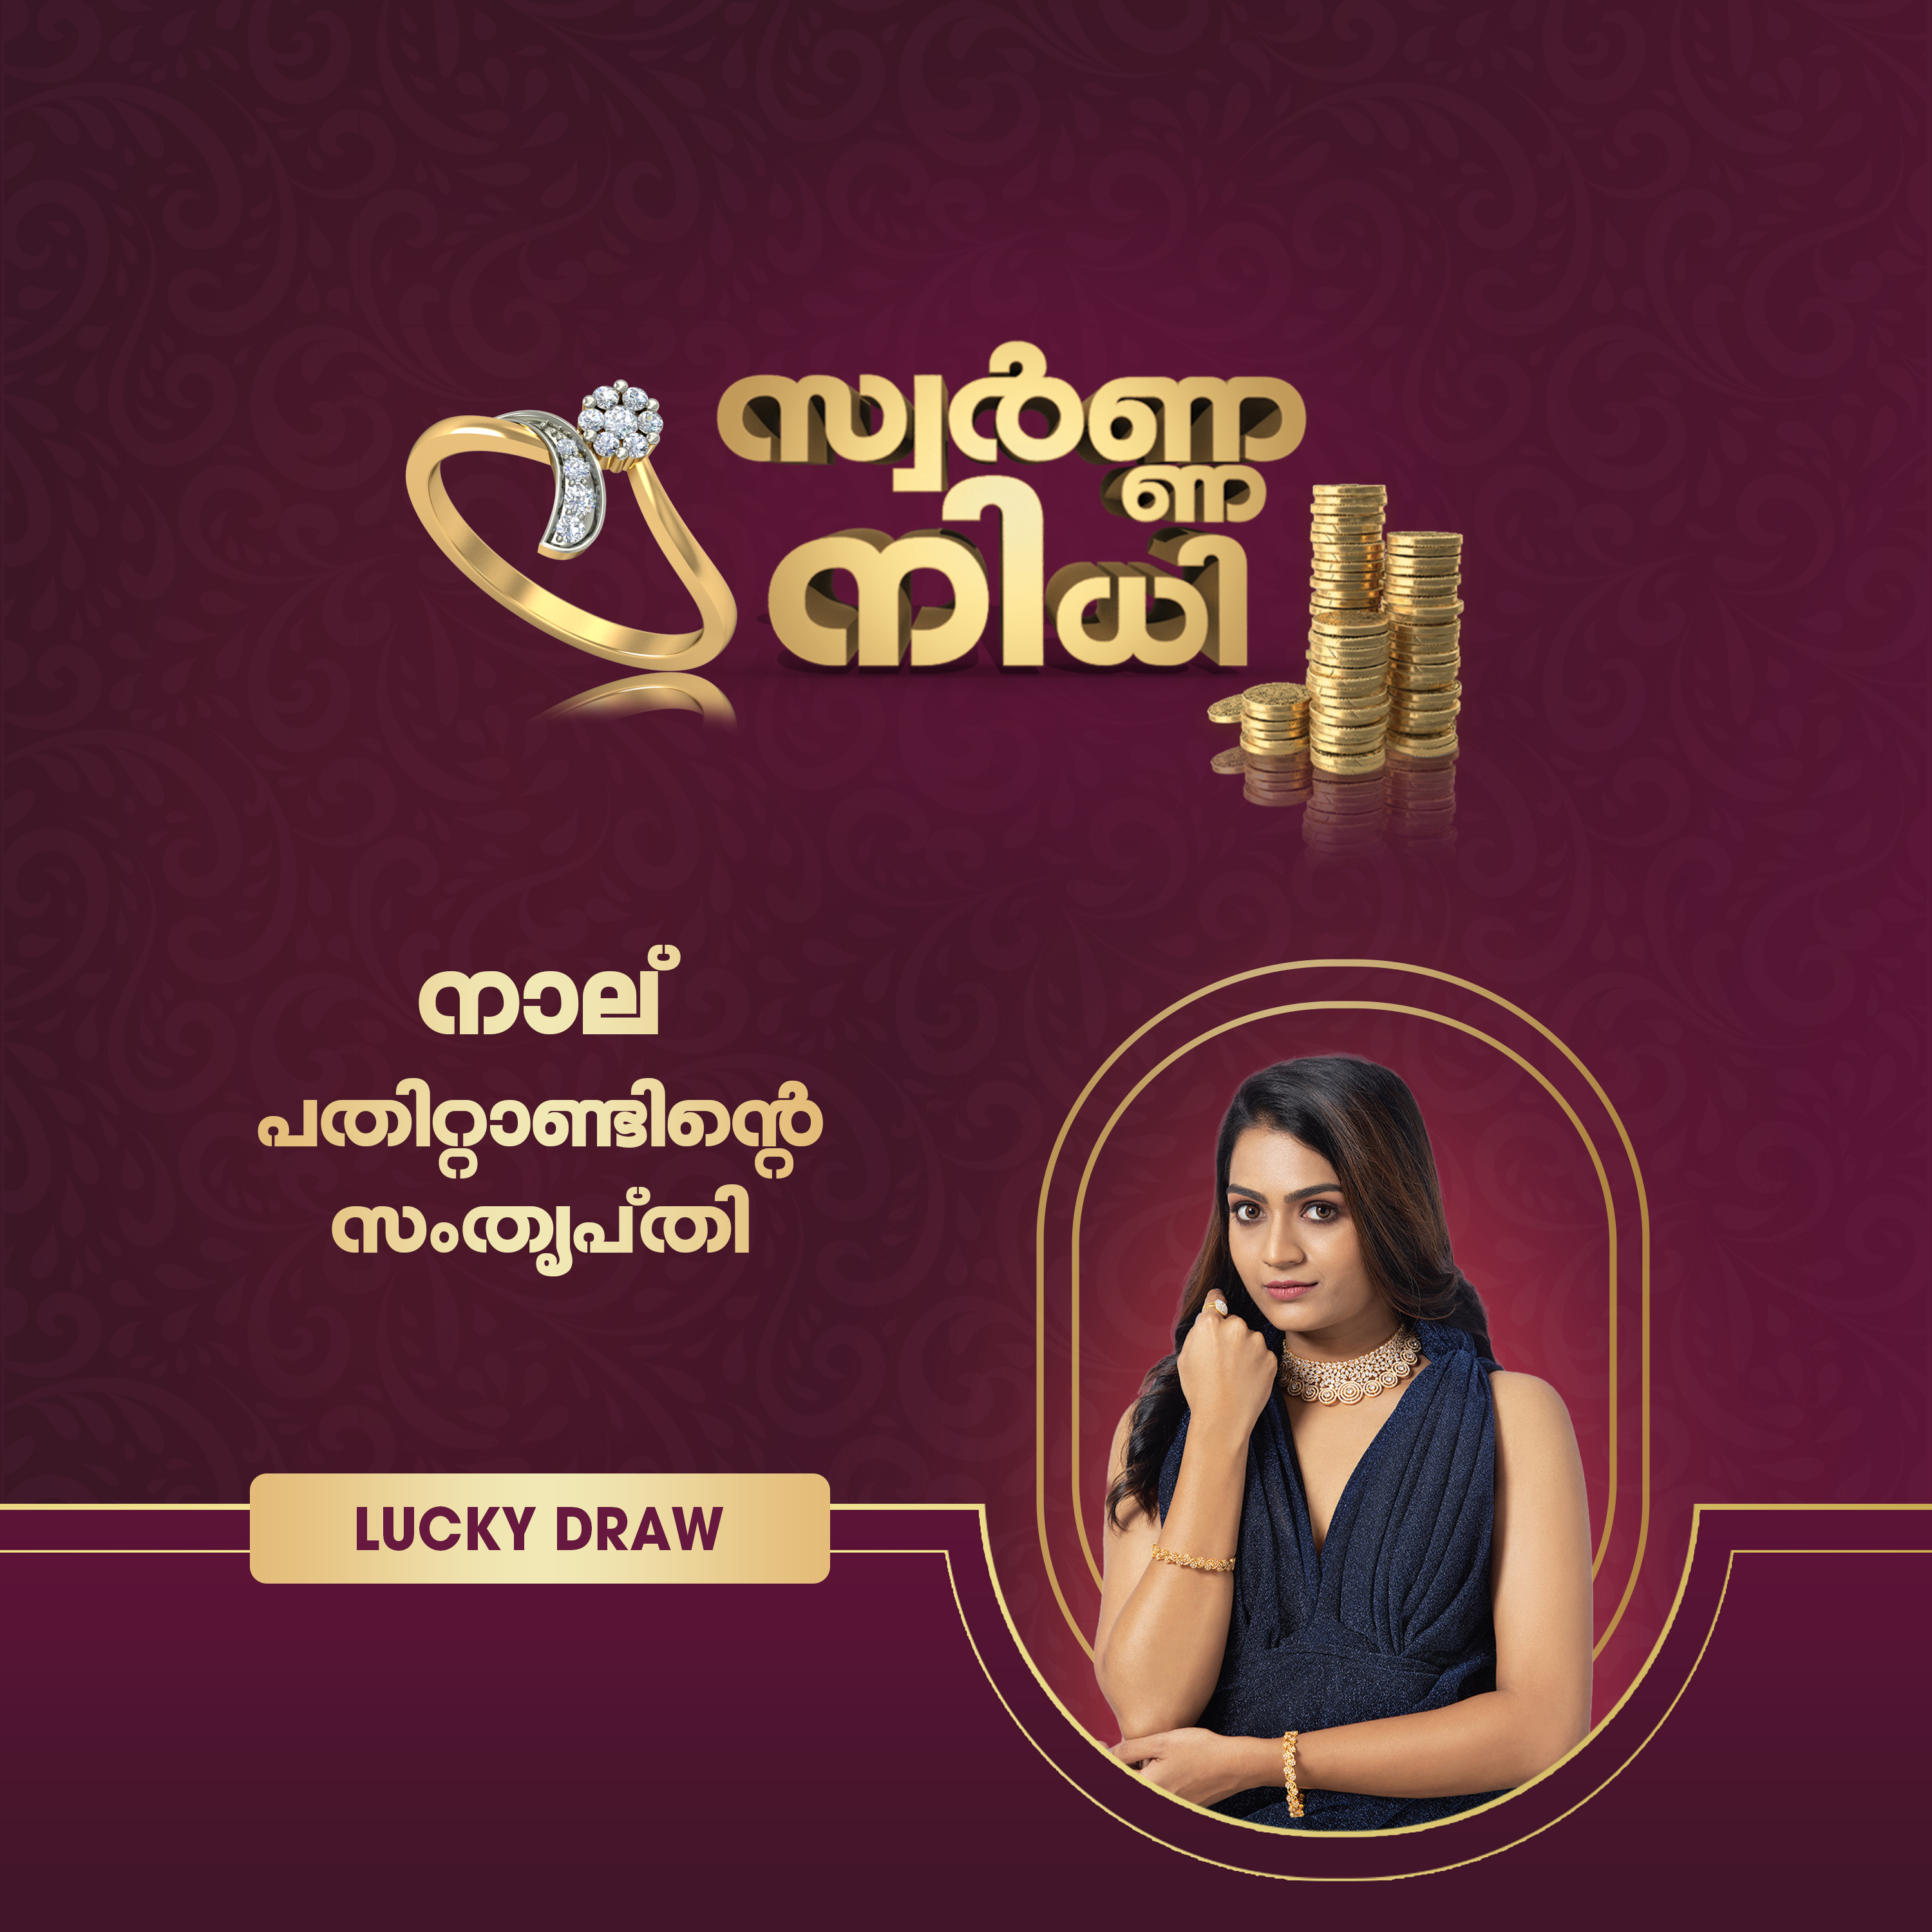 സ്വർണ്ണ
നിധി
നാല്
പതിറ്റാണ്ടിന്റെ
സംതൃപ്തി
LUCKY DRAW